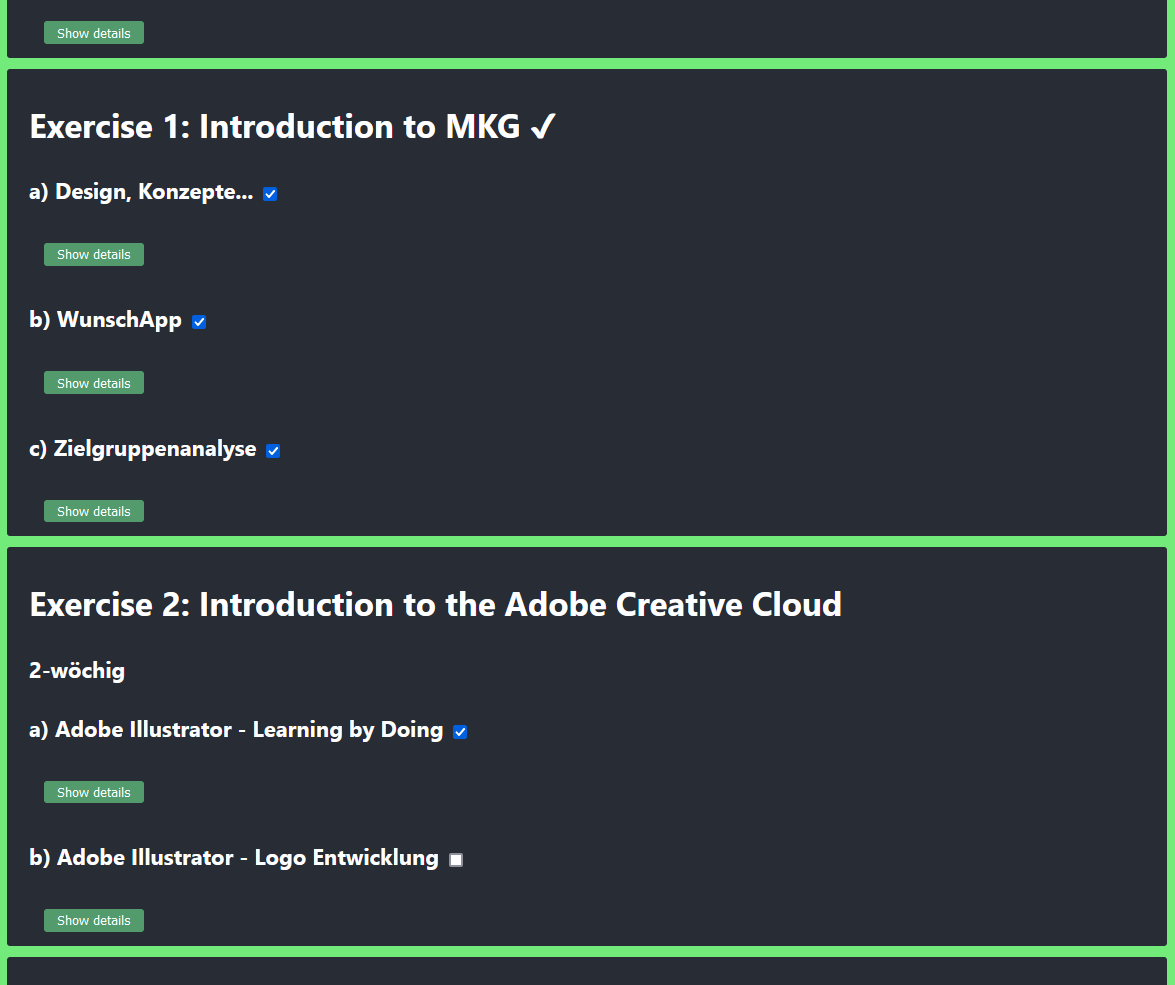 Show details
Exercise 1: Introduction to MKG ✓
a) Design, Konzepte...
Show details
b) WunschApp
Show details
c) Zielgruppenanalyse
Show details
Exercise 2: Introduction to the Adobe Creative Cloud
2-wöchig
a) Adobe Illustrator - Learning by Doing
Show details
b) Adobe Illustrator - Logo Entwicklung
Show details